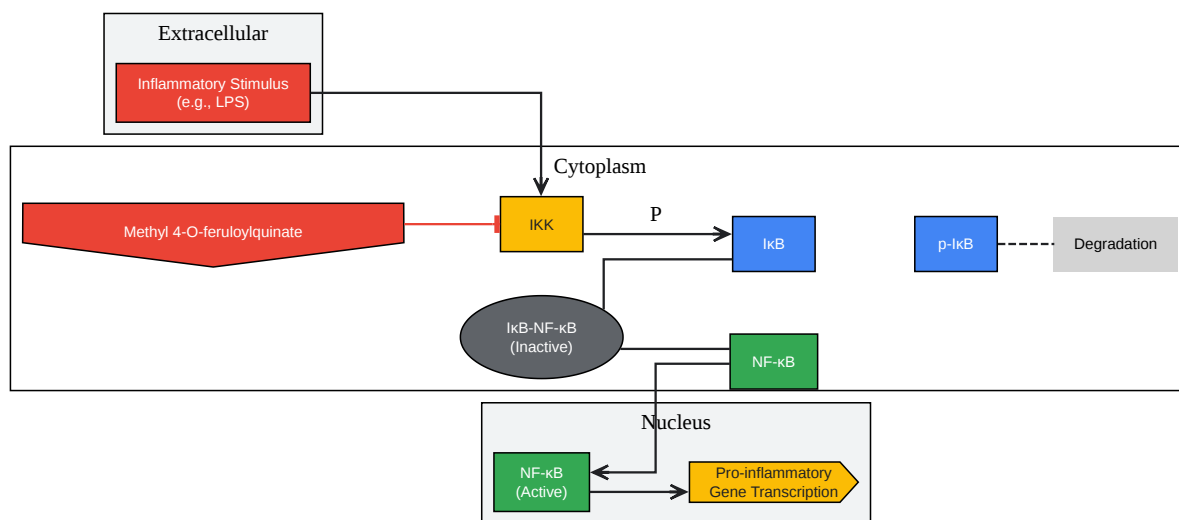 Extracellular
Inflammatory Stimulus
(e.g., LPS)
Cytoplasm
Methyl 4-O-feruloylquinate
IKK
P
IκB
p-IκB
Degradation
IκB-NF-κB
(Inactive)
NF-κB
Nucleus
NF-κB
(Active)
Pro-inflammatory
Gene Transcription